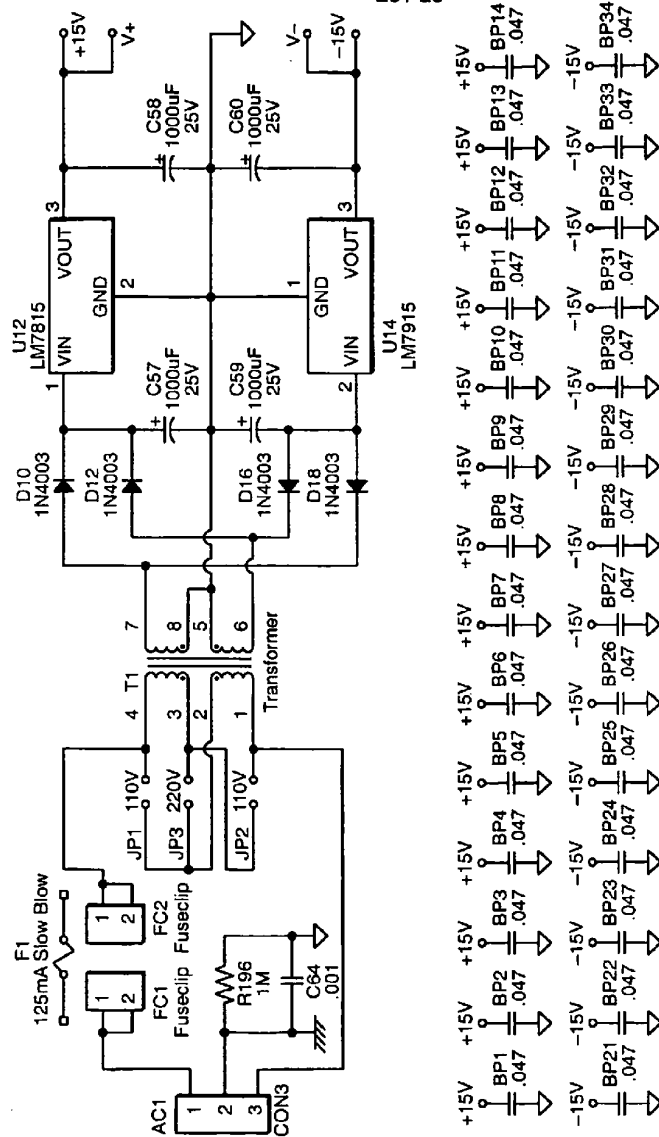 F1
125mA Slow Blow
AC1
1
2
3
CON3
1
2
FC1
Fuseclip
1
2
FC2
Fuseclip
R196
1M
C64
.001
JP1
110V
JP3
220V
JP2
110V
T1
4
3
2
1
7
8
5
6
Transformer
D10
1N4003
D12
1N4003
D16
1N4003
D18
1N4003
C57
1000uF
25V
+
C59
1000uF
25V
+
U12
LM7815
1
VIN
VOUT
3
GND
2
1
GND
2
VIN
VOUT
3
U14
LM7915
C58
1000uF
25V
+
C60
1000uF
25V
+
+15V
V+
V−
−15V
+15V
BP1
.047
+15V
BP2
.047
+15V
BP3
.047
+15V
BP4
.047
+15V
BP5
.047
+15V
BP6
.047
+15V
BP7
.047
+15V
BP8
.047
+15V
BP9
.047
+15V
BP10
.047
+15V
BP11
.047
+15V
BP12
.047
+15V
BP13
.047
+15V
BP14
.047
−15V
BP21
.047
−15V
BP22
.047
−15V
BP23
.047
−15V
BP24
.047
−15V
BP25
.047
−15V
BP26
.047
−15V
BP27
.047
−15V
BP28
.047
−15V
BP29
.047
−15V
BP30
.047
−15V
BP31
.047
−15V
BP32
.047
−15V
BP33
.047
−15V
BP34
.047